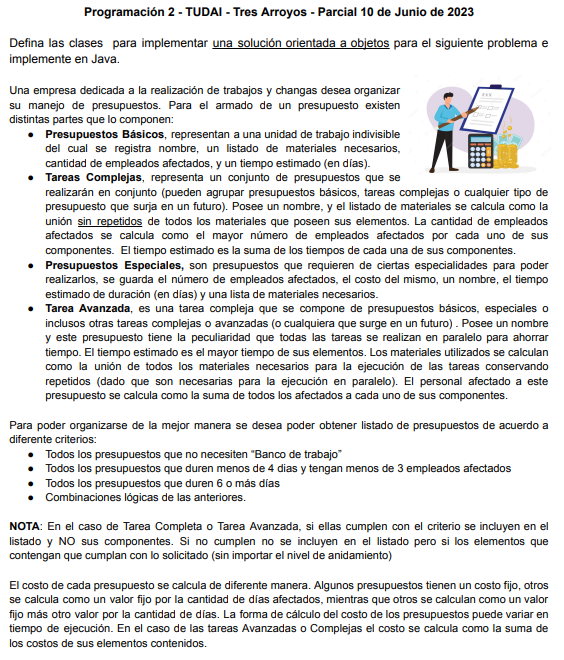 Programación 2 - TUDAI - Tres Arroyos - Parcial 10 de Junio de 2023
Defina las clases para implementar una solución orientada a objetos para el siguiente problema e
implemente en Java.
Una empresa dedicada a la realización de trabajos y changas desea organizar
su manejo de presupuestos. Para el armado de un presupuesto existen
distintas partes que lo componen:
● Presupuestos Básicos, representan a una unidad de trabajo indivisible
del cual se registra nombre, un listado de materiales necesarios,
cantidad de empleados afectados, y un tiempo estimado (en días).
● Tareas Complejas, representa un conjunto de presupuestos que se
realizarán en conjunto (pueden agrupar presupuestos básicos, tareas complejas o cualquier tipo de
presupuesto que surja en un futuro). Posee un nombre, y el listado de materiales se calcula como la
unión sin repetidos de todos los materiales que poseen sus elementos. La cantidad de empleados
afectados se calcula como el mayor número de empleados afectados por cada uno de sus
componentes. El tiempo estimado es la suma de los tiempos de cada una de sus componentes.
● Presupuestos Especiales, son presupuestos que requieren de ciertas especialidades para poder
realizarlos, se guarda el número de empleados afectados, el costo del mismo, un nombre, el tiempo
estimado de duración (en días) y una lista de materiales necesarios.
● Tarea Avanzada, es una tarea compleja que se compone de presupuestos básicos, especiales o
inclusos otras tareas complejas o avanzadas (o cualquiera que surge en un futuro) . Posee un nombre
y este presupuesto tiene la peculiaridad que todas las tareas se realizan en paralelo para ahorrar
tiempo. El tiempo estimado es el mayor tiempo de sus elementos. Los materiales utilizados se calculan
como la unión de todos los materiales necesarios para la ejecución de las tareas conservando
repetidos (dado que son necesarias para la ejecución en paralelo). El personal afectado a este
presupuesto se calcula como la suma de todos los afectados a cada uno de sus componentes.
Para poder organizarse de la mejor manera se desea poder obtener listado de presupuestos de acuerdo a
diferente criterios:
● Todos los presupuestos que no necesiten "Banco de trabajo"
● Todos los presupuestos que duren menos de 4 dias y tengan menos de 3 empleados afectados
● Todos los presupuestos que duren 6 o más días
● Combinaciones lógicas de las anteriores.
NOTA: En el caso de Tarea Completa o Tarea Avanzada, si ellas cumplen con el criterio se incluyen en el
listado y NO sus componentes. Si no cumplen no se incluyen en el listado pero si los elementos que
contengan que cumplan con lo solicitado (sin importar el nivel de anidamiento)
El costo de cada presupuesto se calcula de diferente manera. Algunos presupuestos tienen un costo fijo, otros
se calcula como un valor fijo por la cantidad de días afectados, mientras que otros se calculan como un valor
fijo más otro valor por la cantidad de días. La forma de cálculo del costo de los presupuestos puede variar en
tiempo de ejecución. En el caso de las tareas Avanzadas o Complejas el costo se calcula como la suma de
los costos de sus elementos contenidos.